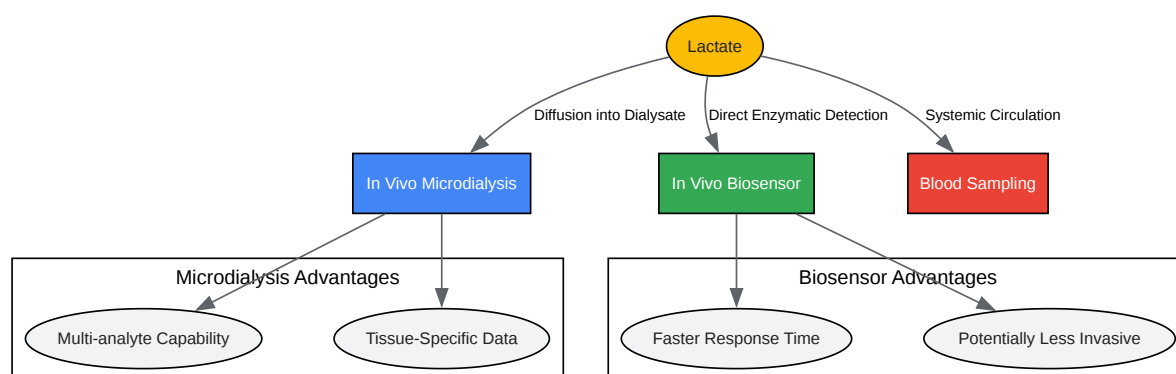 Lactate
Diffusion into Dialysate
Direct Enzymatic Detection
Systemic Circulation
In Vivo Microdialysis
In Vivo Biosensor
Blood Sampling
Microdialysis Advantages
Biosensor Advantages
Multi-analyte Capability
Tissue-Specific Data
Faster Response Time
Potentially Less Invasive